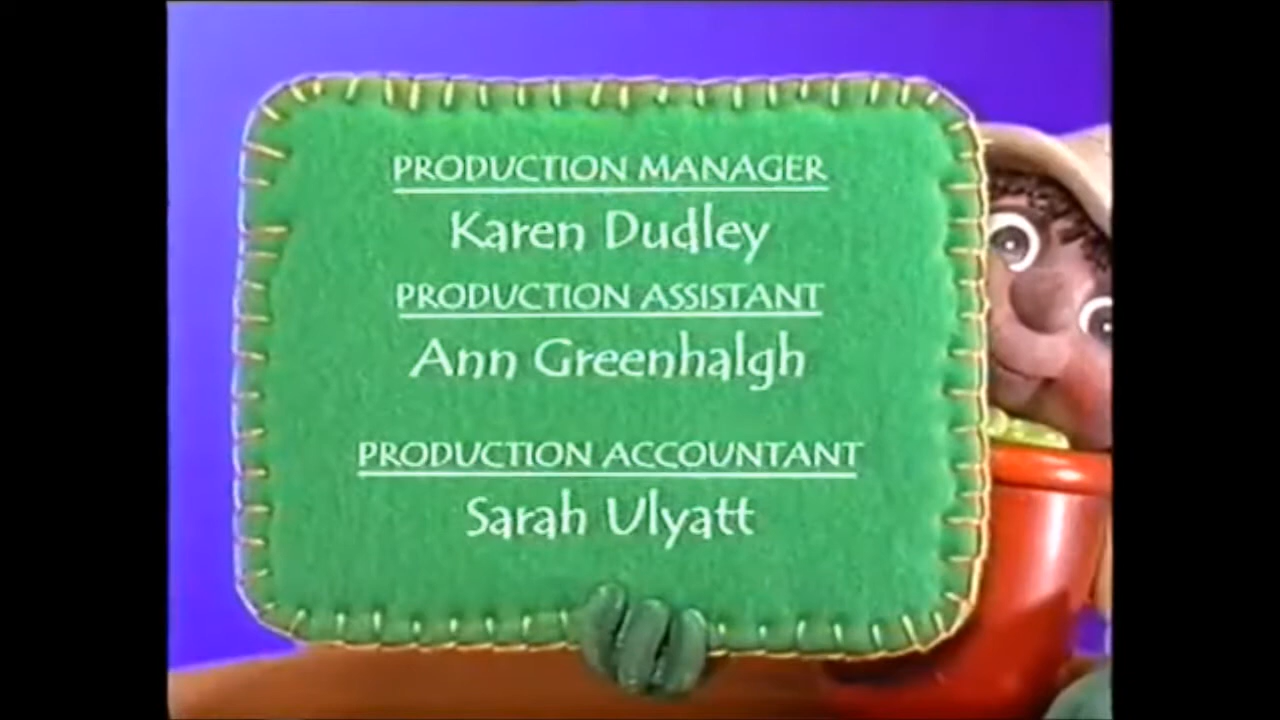 PRODUCTION MANAGER
Karen Dudley
PRODUCTION ASSISTANT
Ann Greenhalgh
PRODUCTION ACCOUNTANT
Sarah Ulyatt